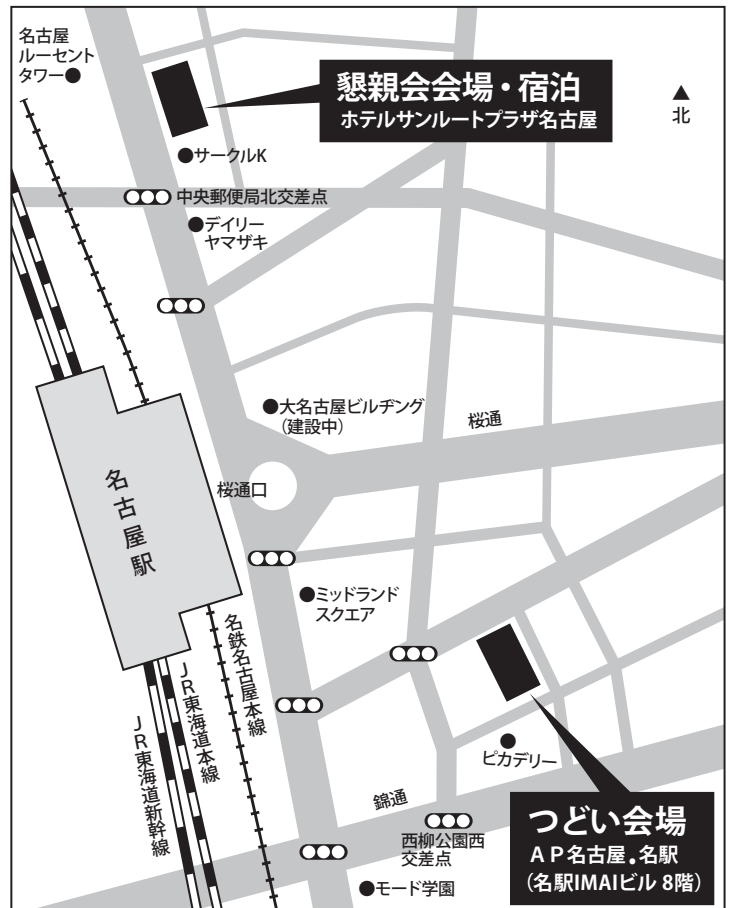 名古屋
ルーセント
タワー●
懇親会会場・宿泊
ホテルサンルートプラザ名古屋
▲
北
●サークルK
中央郵便局北交差点
●デイリー
ヤマザキ
●大名古屋ビルヂング
（建設中）
桜通
桜通口
名古屋駅
●ミッドランド
スクエア
名鉄名古屋本線
JR東海道本線
JR東海道新幹線
●
ピカデリー
錦通
西柳公園西
交差点
つどい会場
AP名古屋.名駅
（名駅IMAIビル 8階）
●モード学園